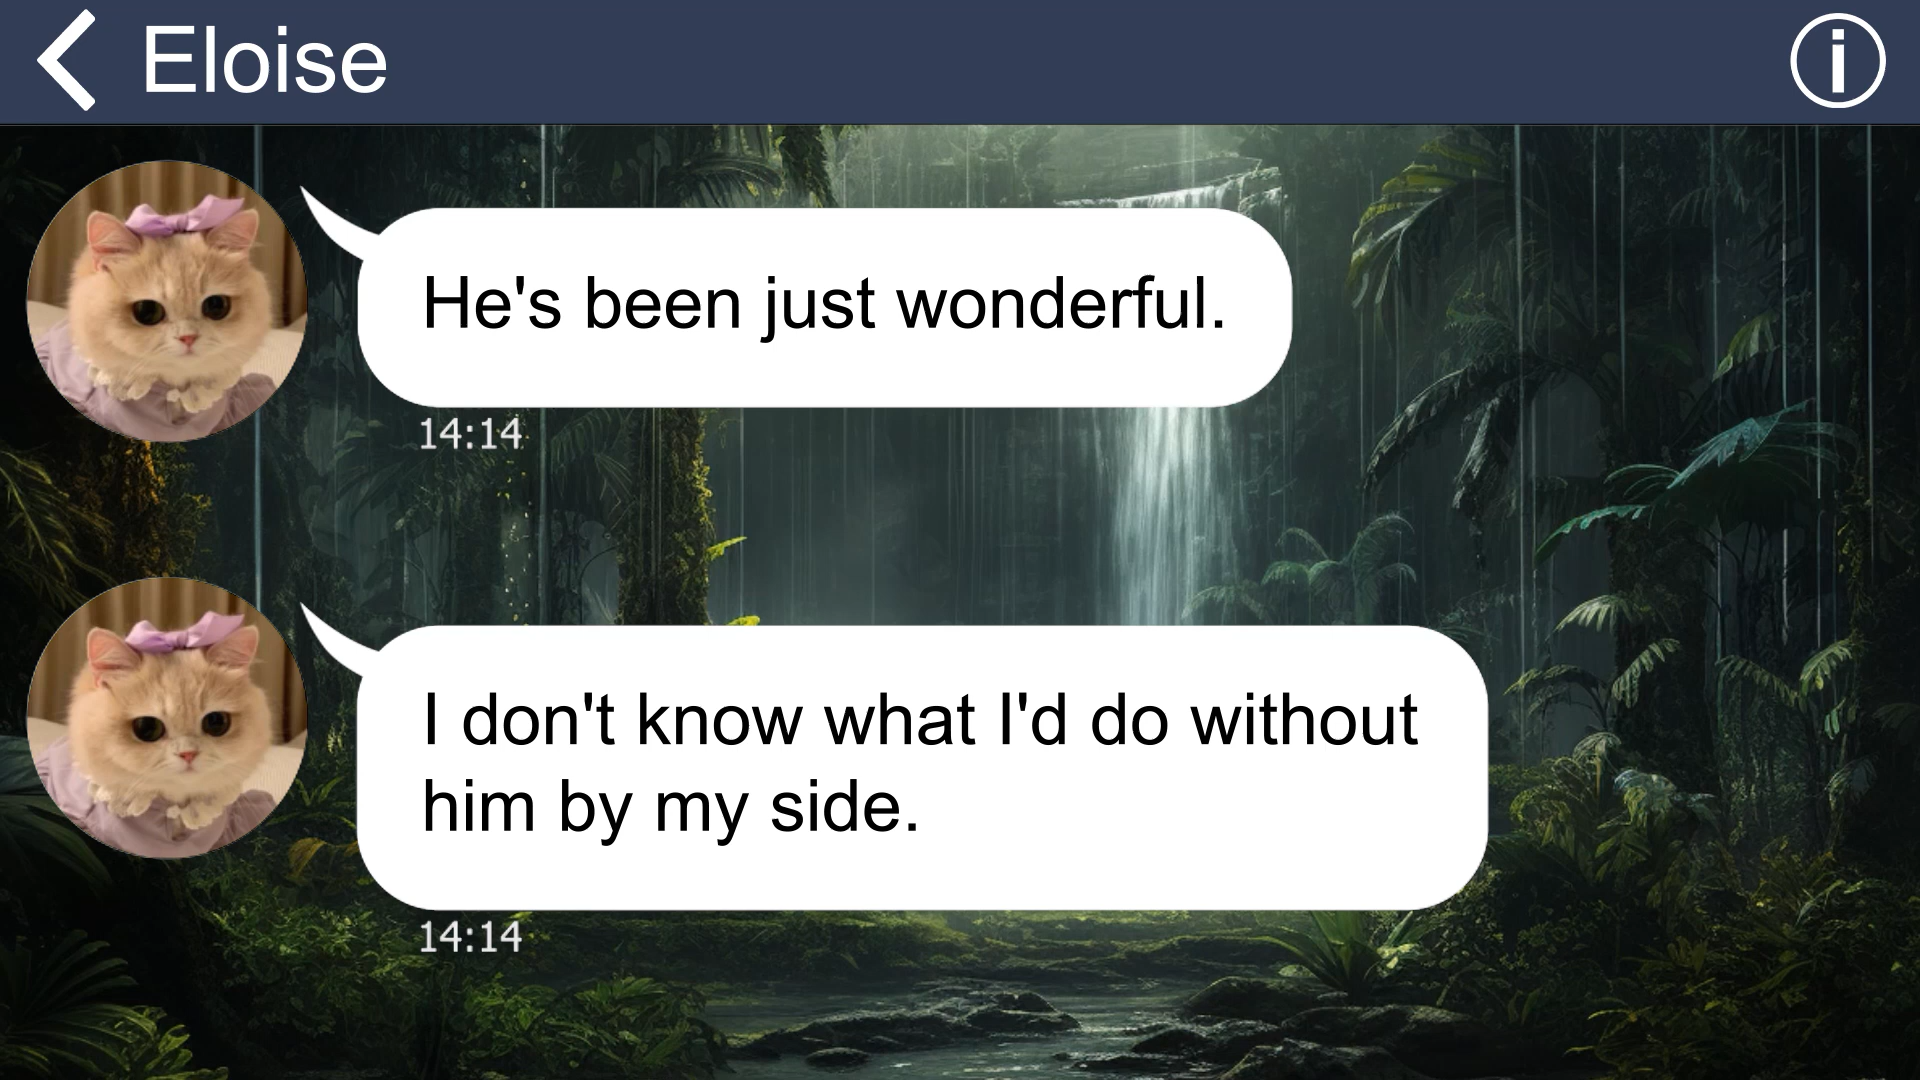 Eloise
He's been just wonderful.
14:14
I don't know what I'd do without
him by my side.
14:14